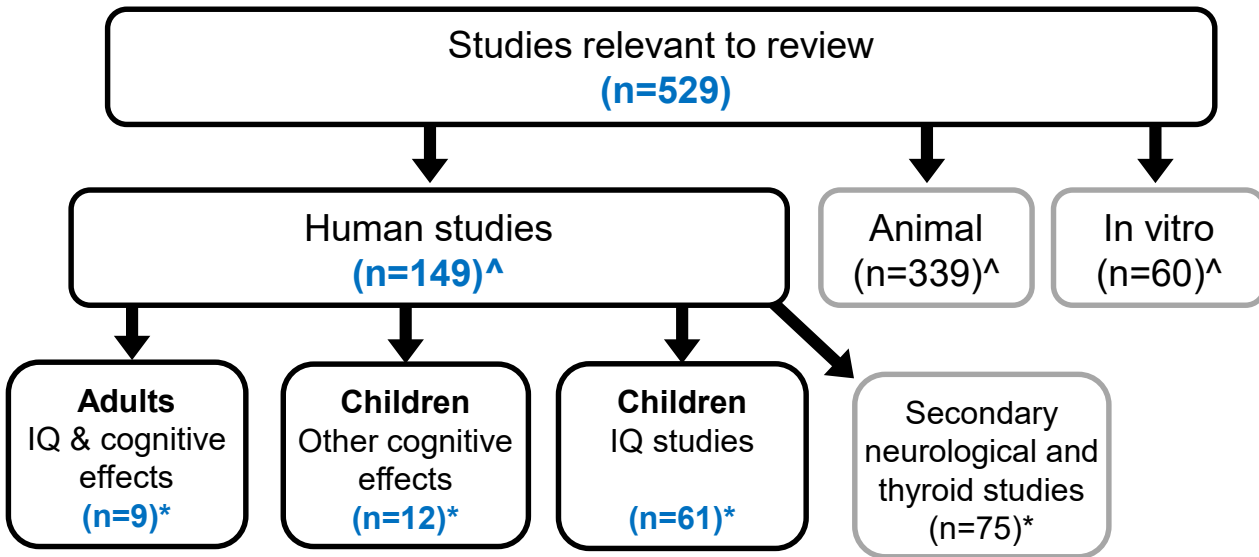 Studies relevant to review
(n=529)
Human studies
(n=149)^
Animal
(n=339)^
In vitro
(n=60)^
Adults
IQ & cognitive
effects
(n=9)*
Children
Other cognitive
effects
(n=12)*
Children
IQ studies
(n=61)*
Secondary
neurological and
thyroid studies
(n=75)*